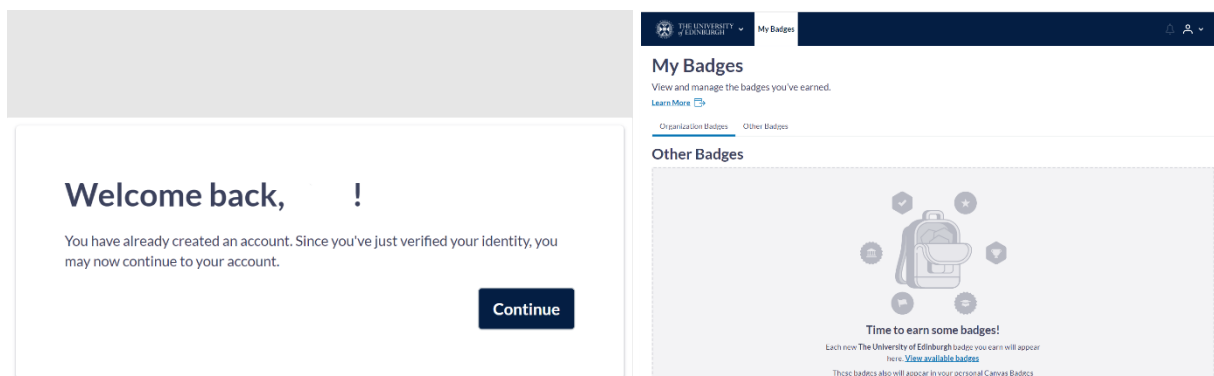 Welcome back, !
You have already created an account. Since you've just verified your identity, you
may now continue to your account.
Continue
THE UNIVERSITY
of EDINBURGH
My Badges
My Badges
View and manage the badges you've earned.
Learn More
Organization Badges Other Badges
Other Badges
Time to earn some badges!
Each new The University of Edinburgh badge you earn will appear
here. View available badges
These badges also will appear in your personal Canvas Badges